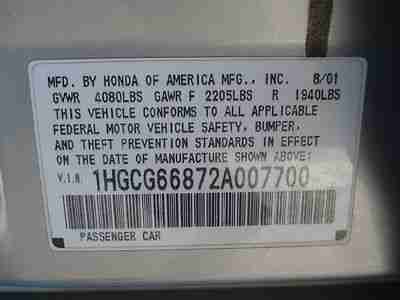 MFD. BY HONDA OF AMERICA MFG., INC. 8/01
GVWR 4080LBS GAWR F 2205LBS R 1940LBS
THIS VEHICLE CONFORMS TO ALL APPLICABLE
FEDERAL MOTOR VEHICLE SAFETY, BUMPER,
AND THEFT PREVENTION STANDARDS IN EFFECT
ON THE DATE OF MANUFACTURE SHOWN ABOVE.
V.I.N. 1HGCG66872A007700
PASSENGER CAR